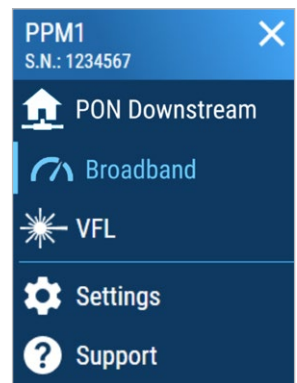 PPM1
S.N.: 1234567
PON Downstream
Broadband
VFL
Settings
? Support